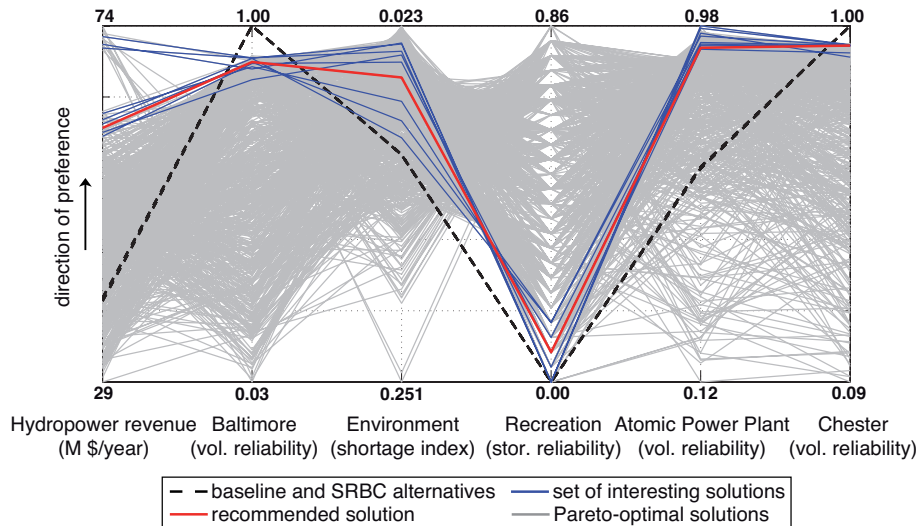 74 1.00 0.023 0.86 0.98 1.00
direction of preference
29 0.03 0.251 0.00 0.12 0.09
Hydropower revenue Baltimore Environment Recreation Atomic Power Plant Chester
(M $/year) (vol. reliability) (shortage index) (stor. reliability) (vol. reliability) (vol. reliability)
baseline and SRBC alternatives set of interesting solutions
recommended solution Pareto-optimal solutions